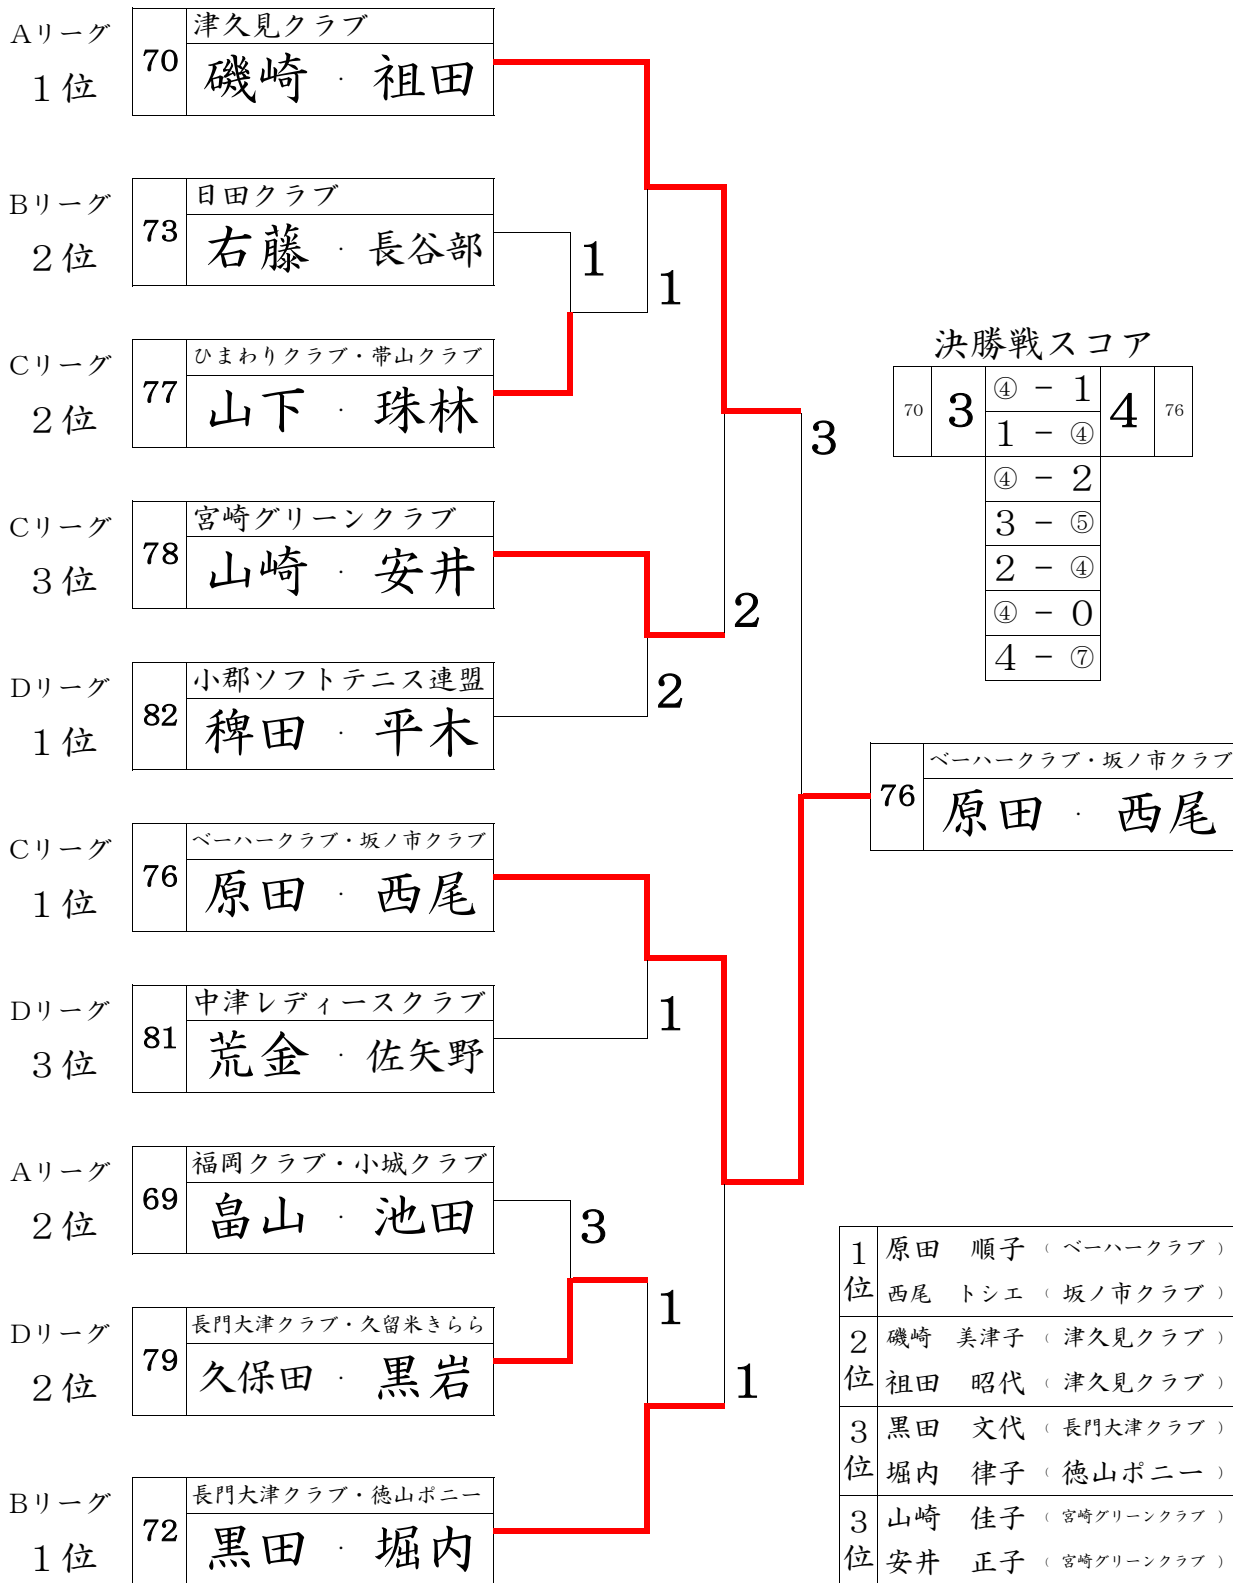 Aリーグ
1位
70
津久見クラブ
磯崎 · 祖田
Bリーグ
2位
73
日田クラブ
右藤 · 長谷部
1
1
Cリーグ
2位
77
ひまわりクラブ・帯山クラブ
山下 · 珠林
3
決勝戦スコア
70 3 ④ − 1 4 76
1 − ④
④ − 2
3 − ⑤
2 − ④
④ − 0
4 − ⑦
Cリーグ
3位
78
宮崎グリーンクラブ
山崎 · 安井
2
Dリーグ
1位
82
小郡ソフトテニス連盟
稗田 · 平木
2
76
ベーハークラブ・坂ノ市クラブ
原田 · 西尾
Cリーグ
1位
76
ベーハークラブ・坂ノ市クラブ
原田 · 西尾
Dリーグ
3位
81
中津レディースクラブ
荒金 · 佐矢野
1
Aリーグ
2位
69
福岡クラブ・小城クラブ
畠山 · 池田
3
Dリーグ
2位
79
長門大津クラブ・久留米きらら
久保田 · 黒岩
1
1
Bリーグ
1位
72
長門大津クラブ・徳山ポニー
黒田 · 堀内
1位
原田 順子 (ベーハークラブ)
西尾 トシエ (坂ノ市クラブ)
2位
磯崎 美津子 (津久見クラブ)
祖田 昭代 (津久見クラブ)
3位
黒田 文代 (長門大津クラブ)
堀内 律子 (徳山ポニー)
3位
山崎 佳子 (宮崎グリーンクラブ)
安井 正子 (宮崎グリーンクラブ)